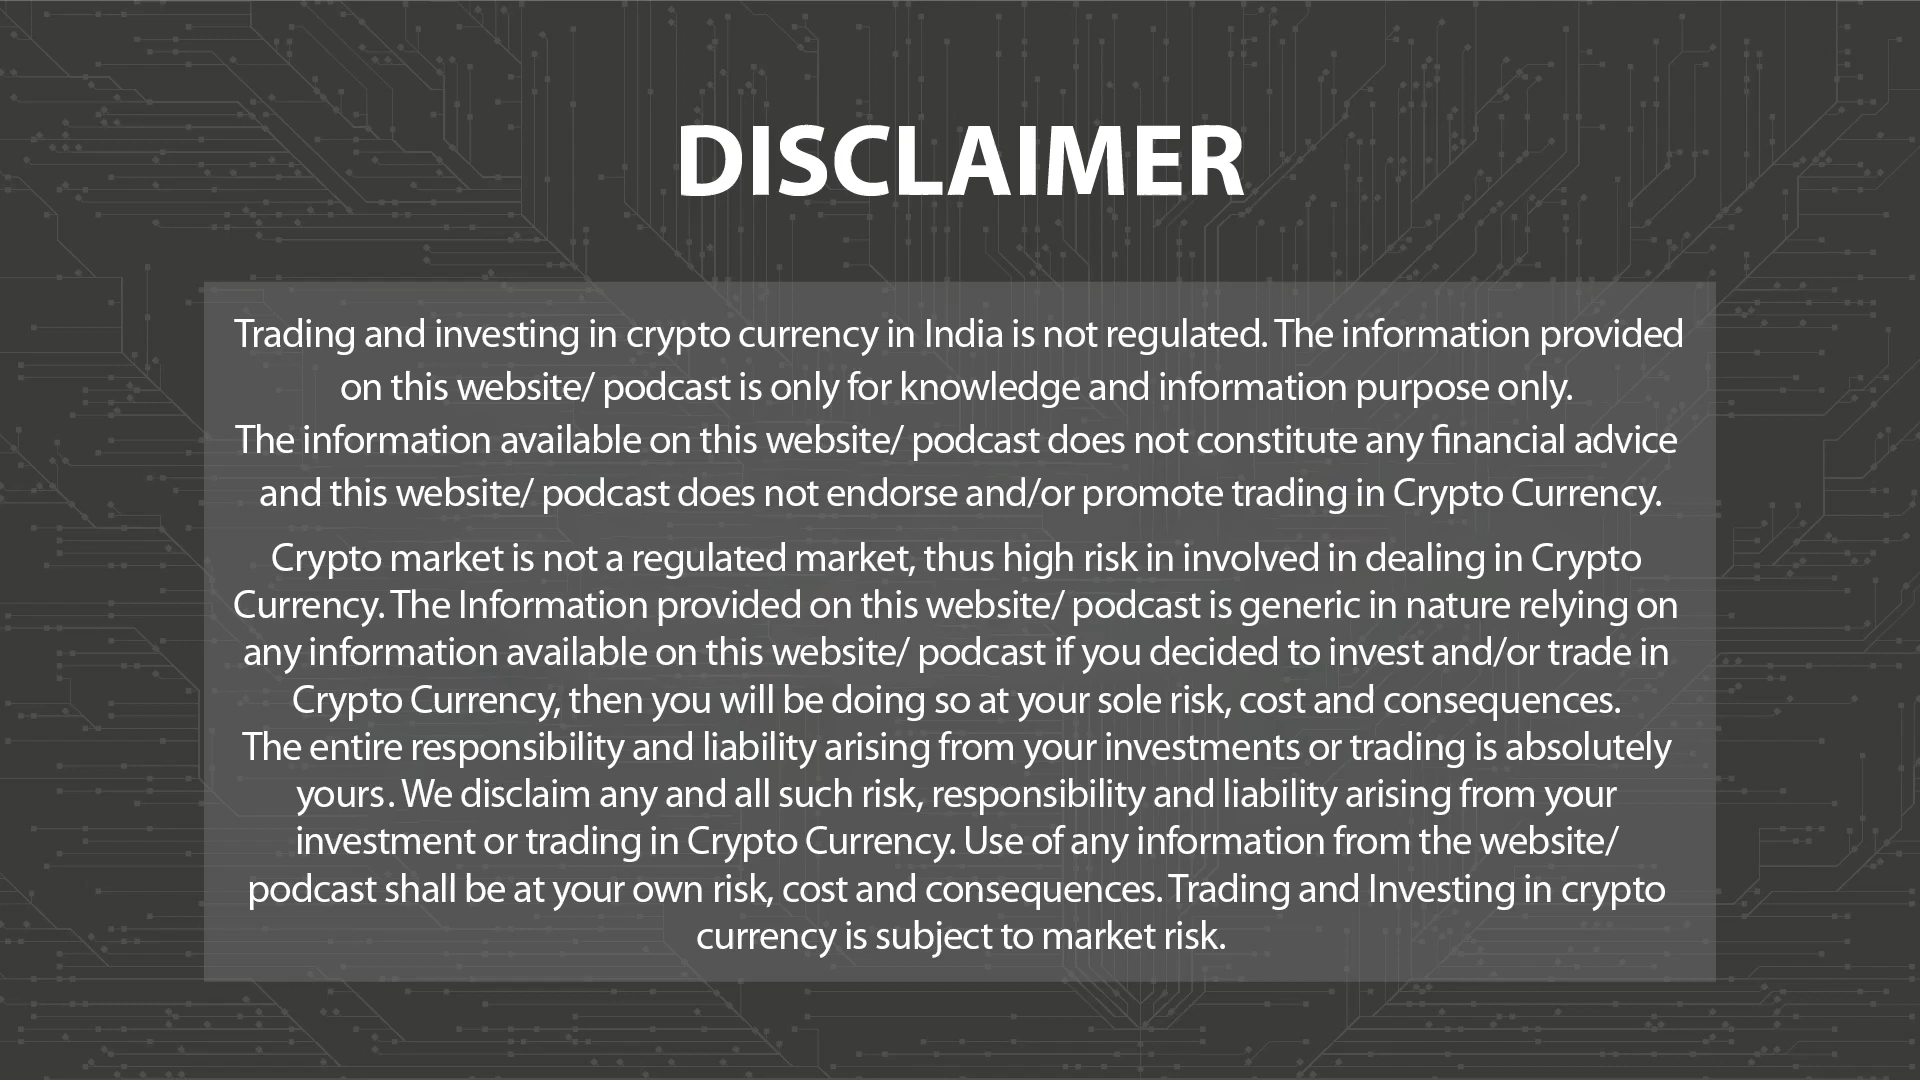 DISCLAIMER
Trading and investing in crypto currency in India is not regulated. The information provided
on this website/ podcast is only for knowledge and information purpose only.
The information available on this website/ podcast does not constitute any financial advice
and this website/ podcast does not endorse and/or promote trading in Crypto Currency.
Crypto market is not a regulated market, thus high risk in involved in dealing in Crypto
Currency. The Information provided on this website/ podcast is generic in nature relying on
any information available on this website/ podcast if you decided to invest and/or trade in
Crypto Currency, then you will be doing so at your sole risk, cost and consequences.
The entire responsibility and liability arising from your investments or trading is absolutely
yours. We disclaim any and all such risk, responsibility and liability arising from your
investment or trading in Crypto Currency. Use of any information from the website/
podcast shall be at your own risk, cost and consequences. Trading and Investing in crypto
currency is subject to market risk.